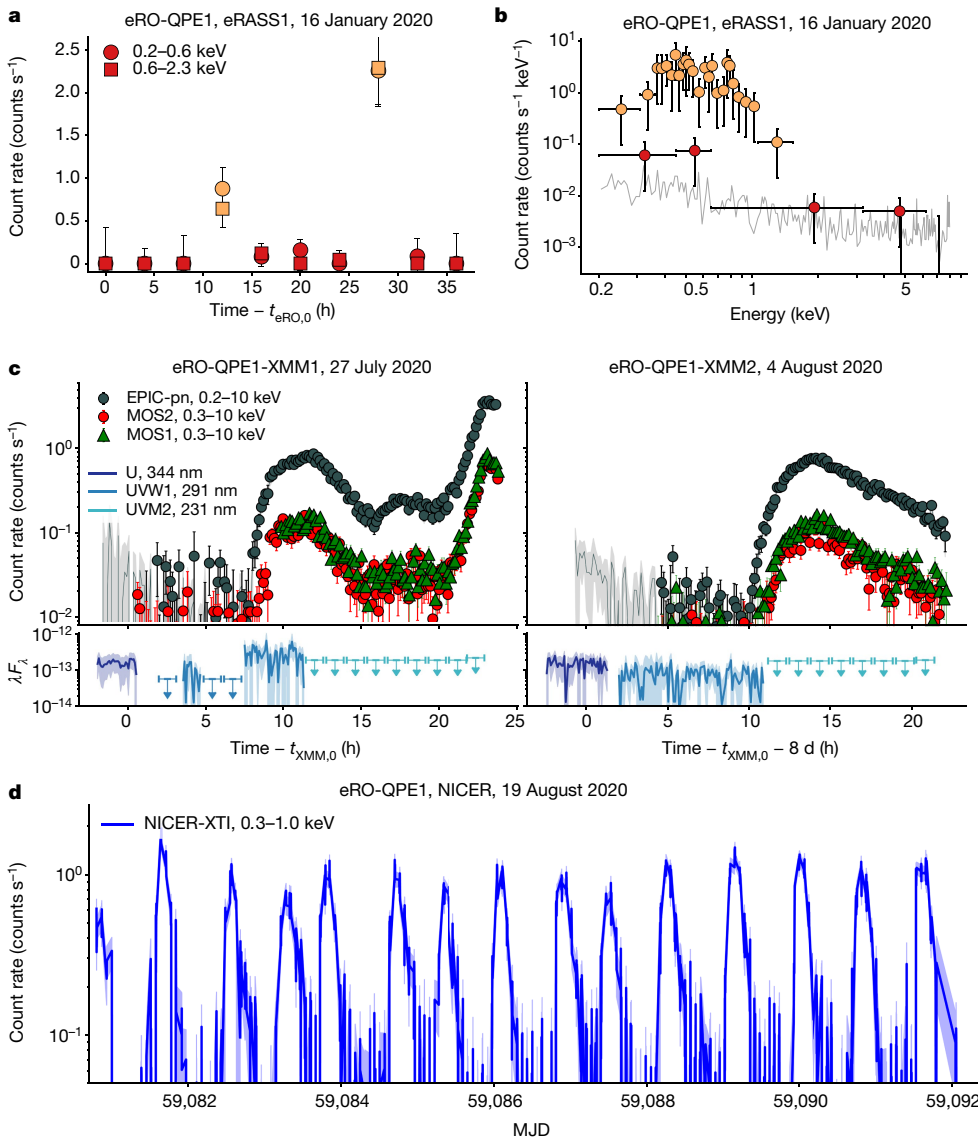 a
eRO-QPE1, eRASS1, 16 January 2020
0.2–0.6 keV
0.6–2.3 keV
Count rate (counts s⁻¹)
2.5
2.0
1.5
1.0
0.5
0
0 5 10 15 20 25 30 35
Time – t_eRO,0 (h)
b
eRO-QPE1, eRASS1, 16 January 2020
Count rate (counts s⁻¹ keV⁻¹)
10¹
10⁰
10⁻¹
10⁻²
10⁻³
0.2 0.5 1 5
Energy (keV)
c
eRO-QPE1-XMM1, 27 July 2020
EPIC-pn, 0.2–10 keV
MOS2, 0.3–10 keV
MOS1, 0.3–10 keV
U, 344 nm
UVW1, 291 nm
UVM2, 231 nm
Count rate (counts s⁻¹)
10⁰
10⁻¹
10⁻²
λF_λ
10⁻¹²
10⁻¹³
10⁻¹⁴
0 5 10 15 20 25
Time – t_XMM,0 (h)
eRO-QPE1-XMM2, 4 August 2020
0 5 10 15 20
Time – t_XMM,0 – 8 d (h)
d
eRO-QPE1, NICER, 19 August 2020
NICER-XTI, 0.3–1.0 keV
Count rate (counts s⁻¹)
10⁰
10⁻¹
59,082 59,084 59,086 59,088 59,090 59,092
MJD